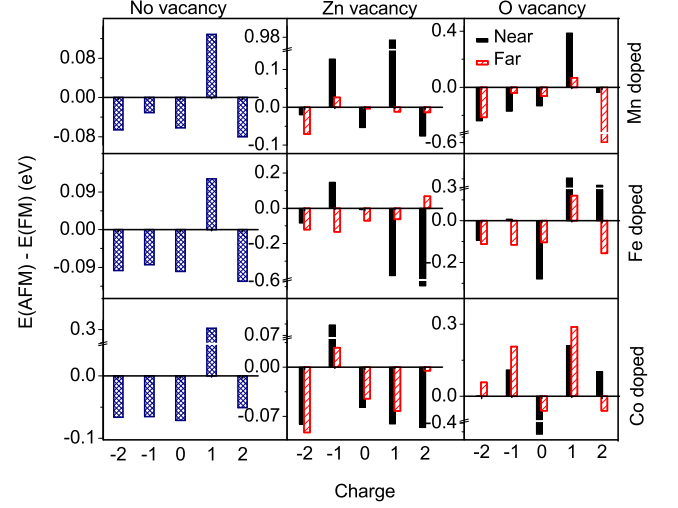 No vacancy
Zn vacancy
O vacancy
0.08
0.00
-0.08
0.98
0.1
0.0
-0.1
0.4
0.0
-0.6
Near
Far
Mn doped
0.09
0.00
-0.09
0.2
0.0
-0.2
-0.6
0.3
0.0
-0.2
Fe doped
0.3
0.0
-0.1
0.07
0.00
-0.07
0.3
0.0
-0.4
Co doped
E(AFM) - E(FM) (eV)
-2 -1 0 1 2
-2 -1 0 1 2
-2 -1 0 1 2
Charge